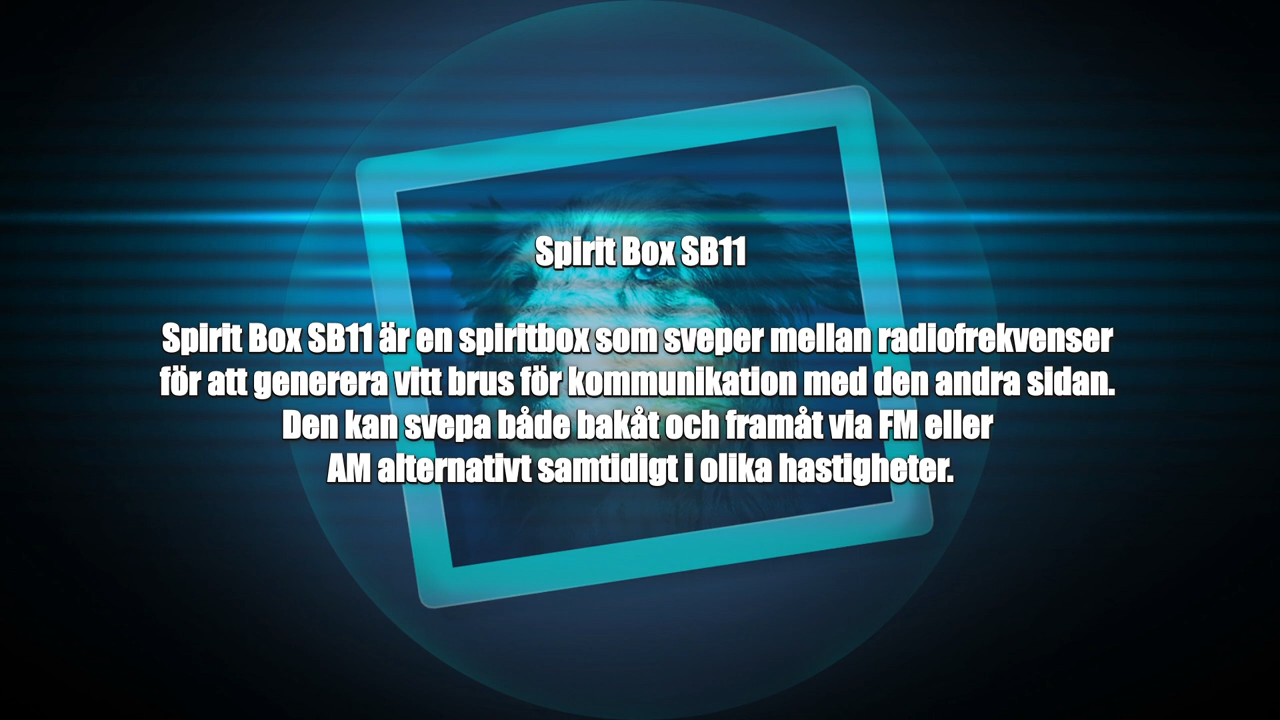 Spirit Box SB11
Spirit Box SB11 är en spiritbox som sveper mellan radiofrekvenser
för att generera vitt brus för kommunikation med den andra sidan.
Den kan svepa både bakåt och framåt via FM eller
AM alternativt samtidigt i olika hastigheter.